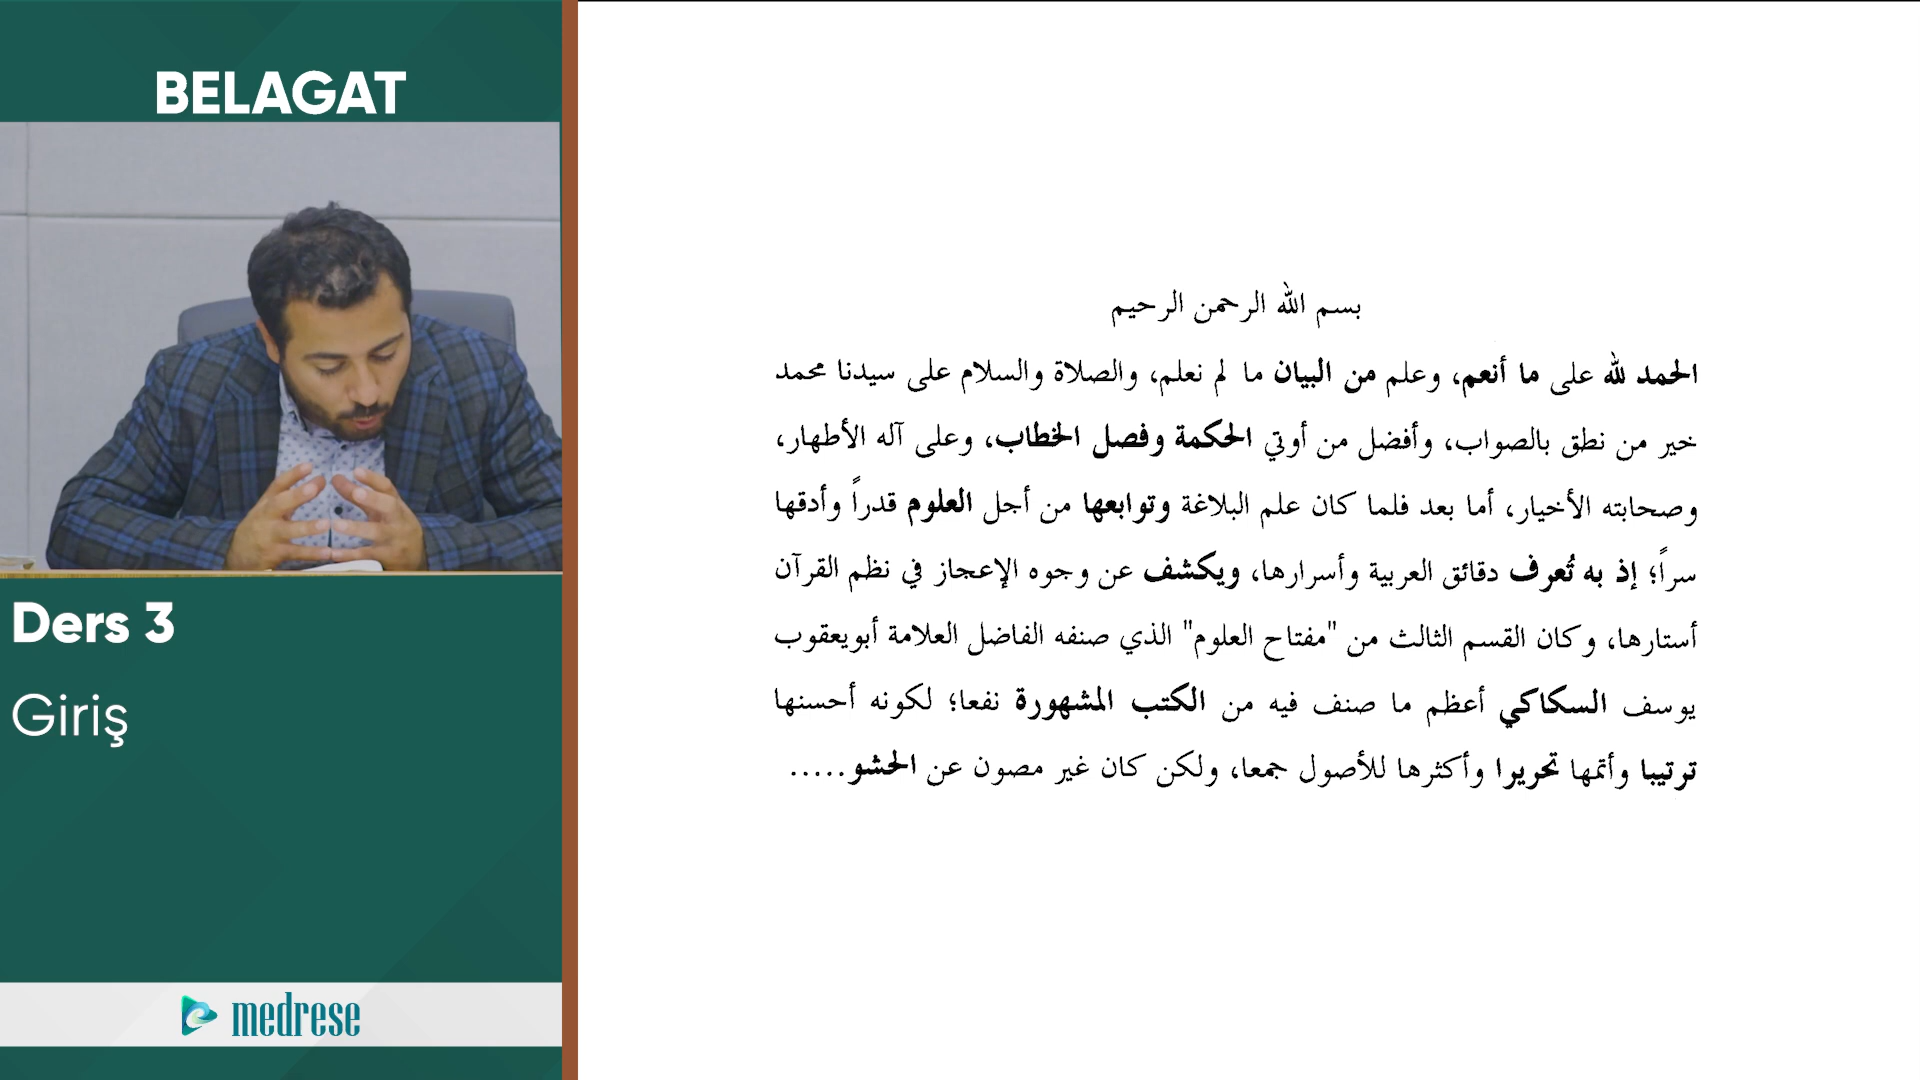 BELAGAT
Ders 3
Giriş
medrese
بسم الله الرحمن الرحيم
الحمد لله على ما أنعم، وعلم من البيان ما لم نعلم، والصلاة والسلام على سيدنا محمد
خير من نطق بالصواب، وأفضل من أوتي الحكمة وفصل الخطاب، وعلى آله الأطهار،
وصحابته الأخيار، أما بعد فلما كان علم البلاغة وتوابعها من أجل العلوم قدراً وأدقها
سراً؛ إذ به تُعرف دقائق العربية وأسرارها، ويكشف عن وجوه الإعجاز في نظم القرآن
أستارها، وكان القسم الثالث من "مفتاح العلوم" الذي صنفه الفاضل العلامة أبويعقوب
يوسف السكاكي أعظم ما صنف فيه من الكتب المشهورة نفعا؛ لكونه أحسنها
ترتيبا وأتمها تحريرا وأكثرها للأصول جمعا، ولكن كان غير مصون عن الحشو.....